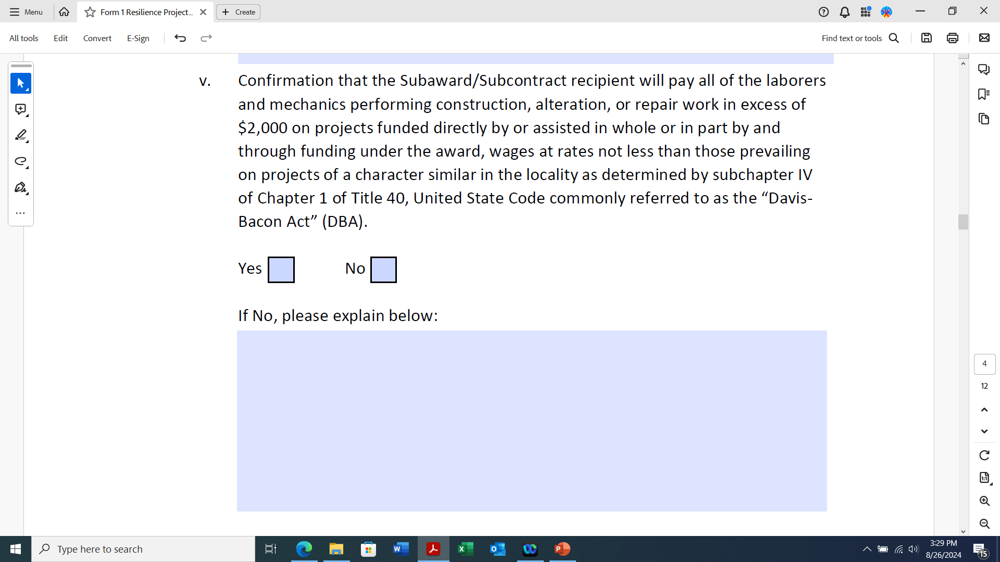 Menu
Form 1 Resilience Project...
Create
All tools
Edit
Convert
E-Sign
Find text or tools
v. Confirmation that the Subaward/Subcontract recipient will pay all of the laborers
and mechanics performing construction, alteration, or repair work in excess of
$2,000 on projects funded directly by or assisted in whole or in part by and
through funding under the award, wages at rates not less than those prevailing
on projects of a character similar in the locality as determined by subchapter IV
of Chapter 1 of Title 40, United State Code commonly referred to as the “Davis-
Bacon Act” (DBA).
Yes No
If No, please explain below:
4
12
1:1
Type here to search
W
X
O
P
3:29 PM
8/26/2024
15